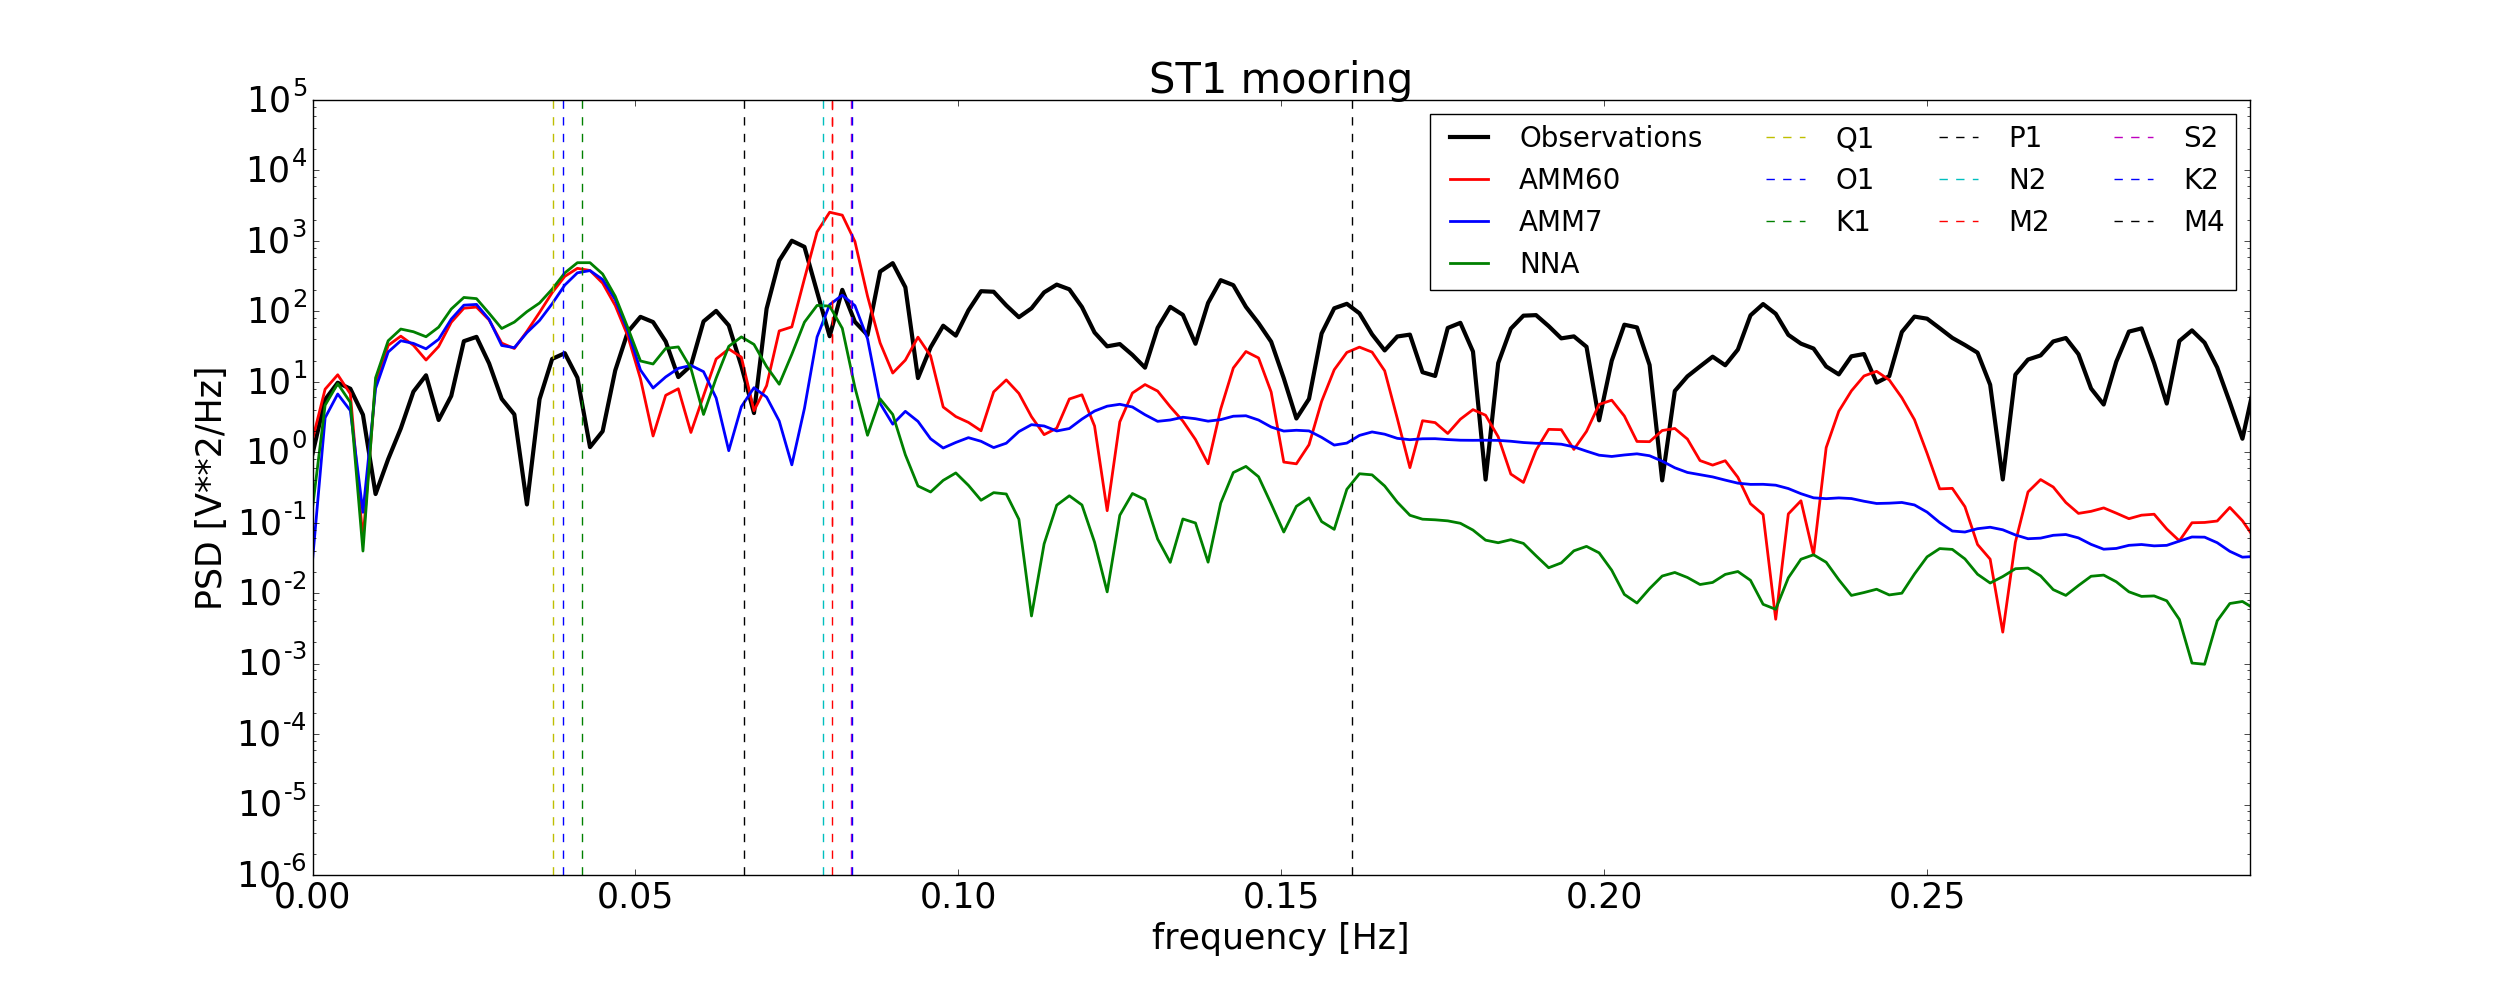 ST1 mooring
10^5
10^4
10^3
10^2
10^1
10^0
10^-1
10^-2
10^-3
10^-4
10^-5
10^-6
PSD [V**2/Hz]
Observations Q1 P1 S2
AMM60 O1 N2 K2
AMM7 K1 M2 M4
NNA
0.00 0.05 0.10 0.15 0.20 0.25
frequency [Hz]